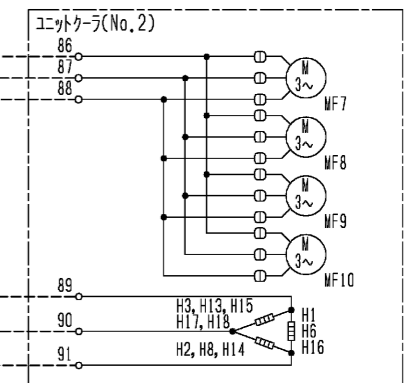 ユニットクーラ(No.2)
86
87
88
M
3~
MF7
M
3~
MF8
M
3~
MF9
M
3~
MF10
89
90
91
H3, H13, H15
H17, H18
H2, H8, H14
H1
H6
H16